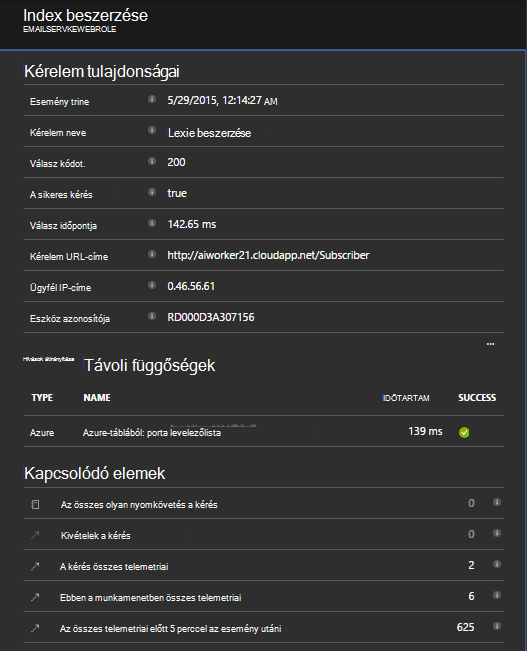 Index beszerzése
EMAILSERVKEWEBROLE
Kérelem tulajdonságai
Esemény trine 5/29/2015, 12:14:27 AM
Kérelem neve Lexie beszerzése
Válasz kódot. 200
A sikeres kérés true
Válasz időpontja 142.65 ms
Kérelem URL-címe http://aiworker21.cloudapp.net/Subscriber
Ügyfél IP-címe 0.46.56.61
Eszköz azonosítója RD000D3A307156
...
Hívások átirányítása Távoli függőségek
TYPE NAME IDŐTARTAM SUCCESS
Azure Azure-táblából: porta levelezőlista 139 ms
Kapcsolódó elemek
Az összes olyan nyomkövetés a kérés 0
Kivételek a kérés 0
A kérés összes telemetriai 2
Ebben a munkamenetben összes telemetriai 6
Az összes telemetriai előtt 5 perccel az esemény utáni 625